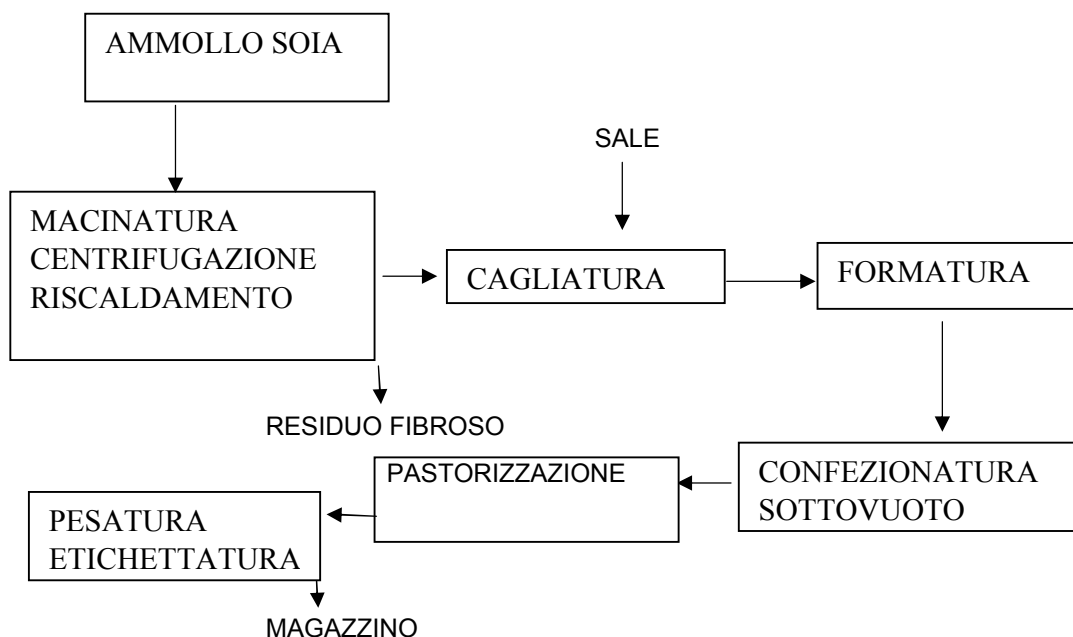 AMMOLLO SOIA
SALE
MACINATURA
CENTRIFUGAZIONE
RISCALDAMENTO
CAGLIATURA
FORMATURA
RESIDUO FIBROSO
CONFEZIONATURA
SOTTOVUOTO
PASTORIZZAZIONE
PESATURA
ETICHETTATURA
MAGAZZINO